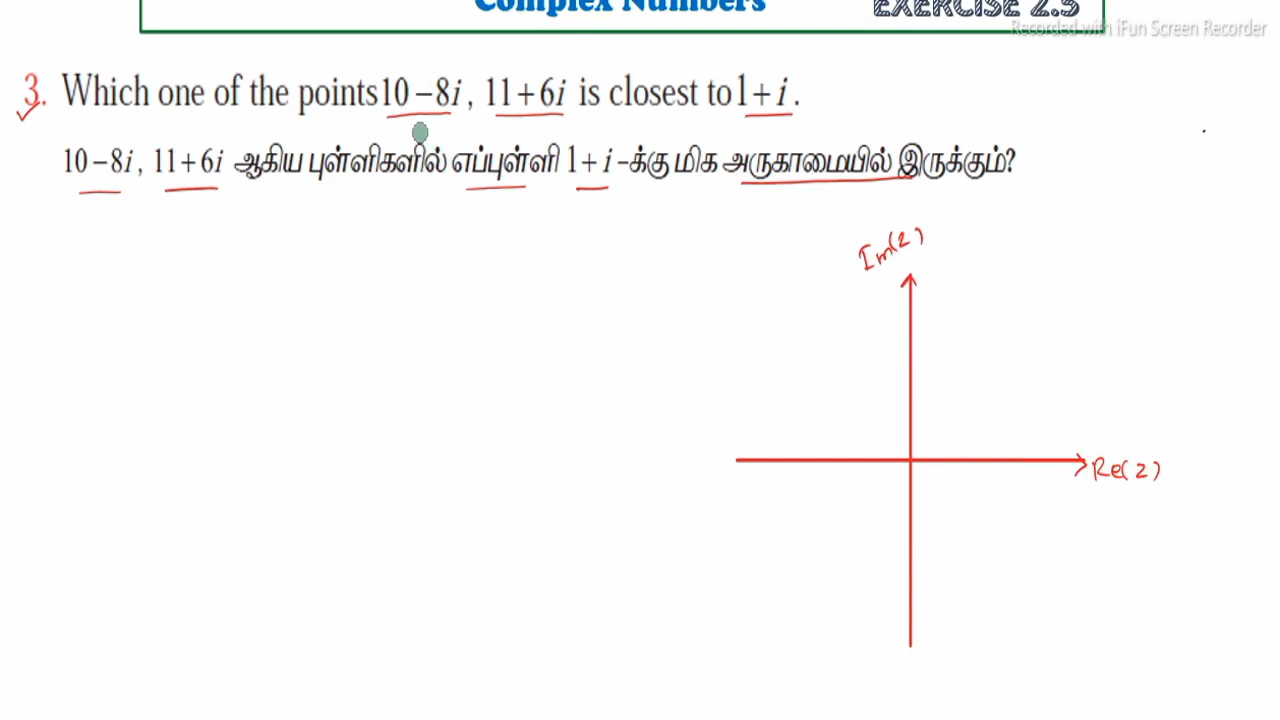 Complex Numbers EXERCISE 2.5
Recorded with iFun Screen Recorder
3. Which one of the points 10−8i, 11+6i is closest to 1+i.
10−8i, 11+6i ஆகிய புள்ளிகளில் எப்புள்ளி 1+i -க்கு மிக அருகாமையில் இருக்கும்?
Im(z)
Re(z)